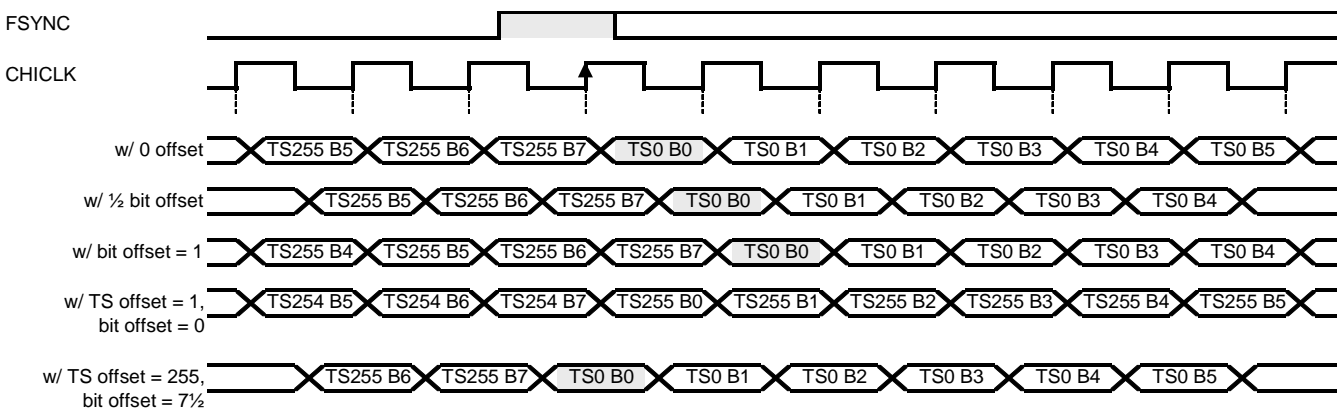 FSYNC
CHICLK
w/ 0 offset TS255 B5 TS255 B6 TS255 B7 TS0 B0 TS0 B1 TS0 B2 TS0 B3 TS0 B4 TS0 B5
w/ ½ bit offset TS255 B5 TS255 B6 TS255 B7 TS0 B0 TS0 B1 TS0 B2 TS0 B3 TS0 B4
w/ bit offset = 1 TS255 B4 TS255 B5 TS255 B6 TS255 B7 TS0 B0 TS0 B1 TS0 B2 TS0 B3 TS0 B4
w/ TS offset = 1, TS254 B5 TS254 B6 TS254 B7 TS255 B0 TS255 B1 TS255 B2 TS255 B3 TS255 B4 TS255 B5
bit offset = 0
w/ TS offset = 255, TS255 B6 TS255 B7 TS0 B0 TS0 B1 TS0 B2 TS0 B3 TS0 B4 TS0 B5
bit offset = 7½